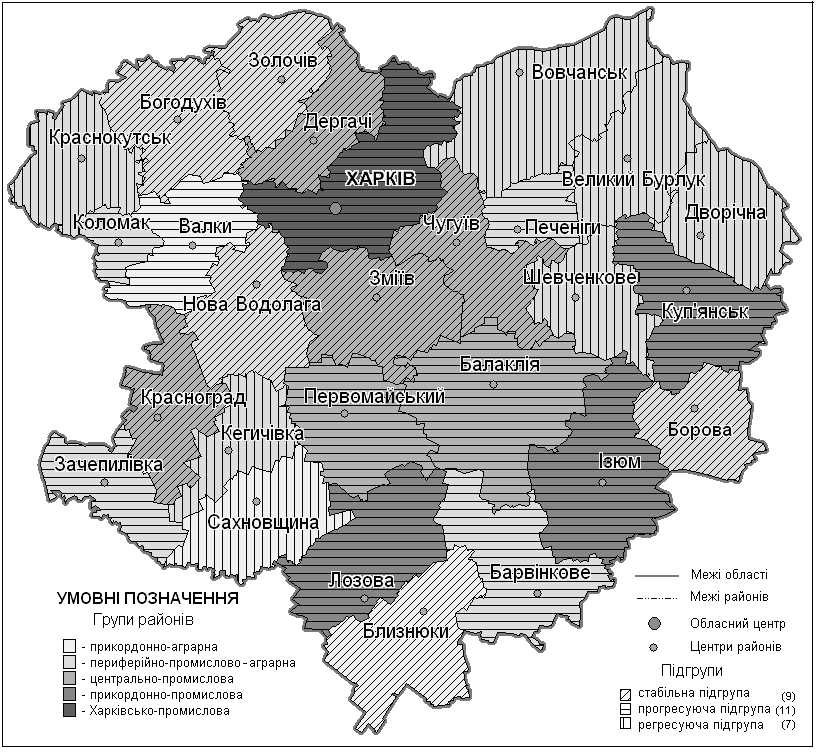 Золочів
Вовчанськ
Богодухів
Дергачі
Краснокутськ
ХАРКІВ
Великий Бурлук
Коломак
Валки
Чугуїв
Печеніги
Дворічна
Зміїв
Шевченкове
Нова Водолага
Куп'янськ
Балаклія
Красноград
Первомайський
Кегичівка
Борова
Зачепилівка
Ізюм
Сахновщина
Лозова
Барвінкове
Близнюки
УМОВНІ ПОЗНАЧЕННЯ
Групи районів
- прикордонно-аграрна
- периферійно-промислово-аграрна
- центрально-промислова
- прикордонно-промислова
- Харківсько-промислова
Межі області
Межі районів
Обласний центр
Центри районів
Підгрупи
стабільна підгрупа (9)
прогресуюча підгрупа (11)
регресуюча підгрупа (7)